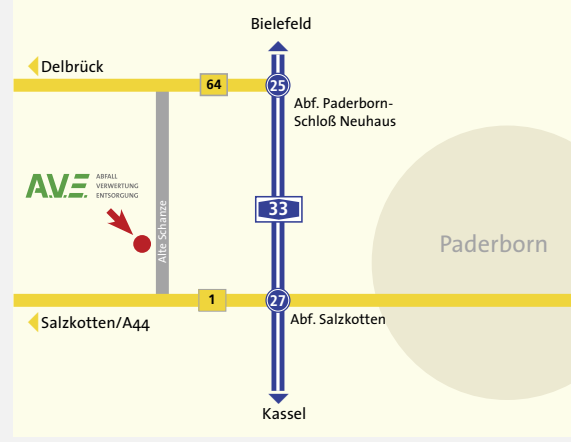 Bielefeld
Delbrück
64
25
Abf. Paderborn-
Schloß Neuhaus
A.V.E.
ABFALL
VERWERTUNG
ENTSORGUNG
Alte Schanze
33
Paderborn
1
27
Abf. Salzkotten
Salzkotten/A44
Kassel